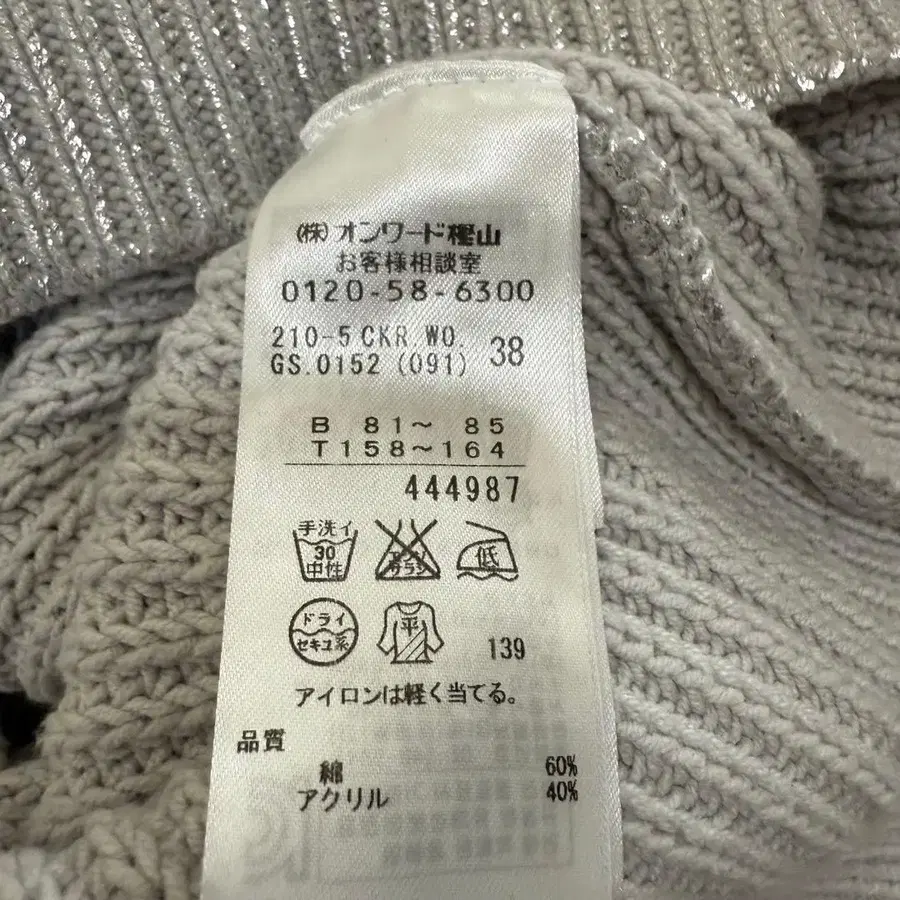 (株)オンワード樫山
お客様相談室
0120-58-6300
210-5 CKR WO. 38
GS.0152 (091)
B 81～ 85
T158～164
444987
手洗イ
30
中性
低
ドライ
セキユ系
平
139
アイロンは軽く当てる。
品質
綿 60%
アクリル 40%